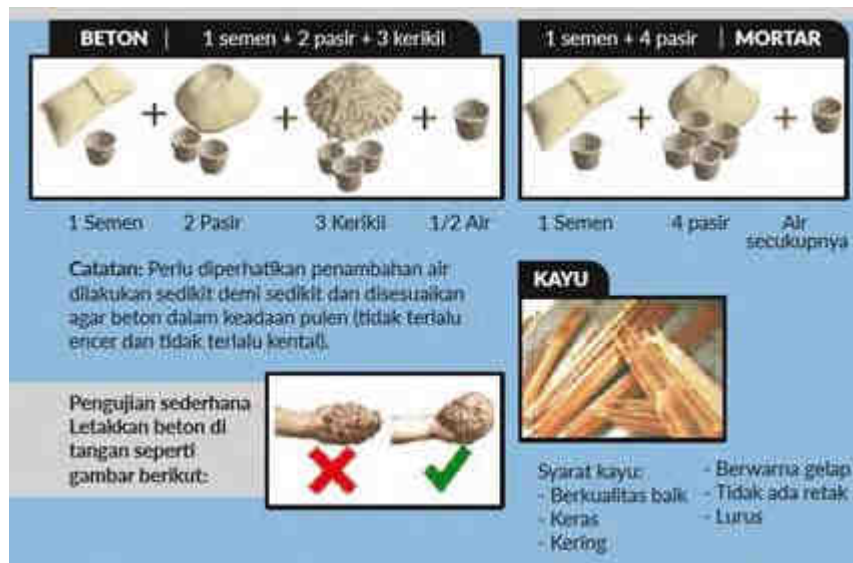 BETON | 1 semen + 2 pasir + 3 kerikil
1 Semen
2 Pasir
3 Kerikil
1/2 Air
1 semen + 4 pasir | MORTAR
1 Semen
4 pasir
Air
secukupnya
Catatan: Perlu diperhatikan penambahan air
dilakukan sedikit demi sedikit dan disesuaikan
agar beton dalam keadaan pulen (tidak terlalu
encer dan tidak terlalu kental).
Pengujian sederhana
Letakkan beton di
tangan seperti
gambar berikut:
KAYU
Syarat kayu:
- Berkualitas baik
- Keras
- Kering
- Berwarna gelap
- Tidak ada retak
- Lurus